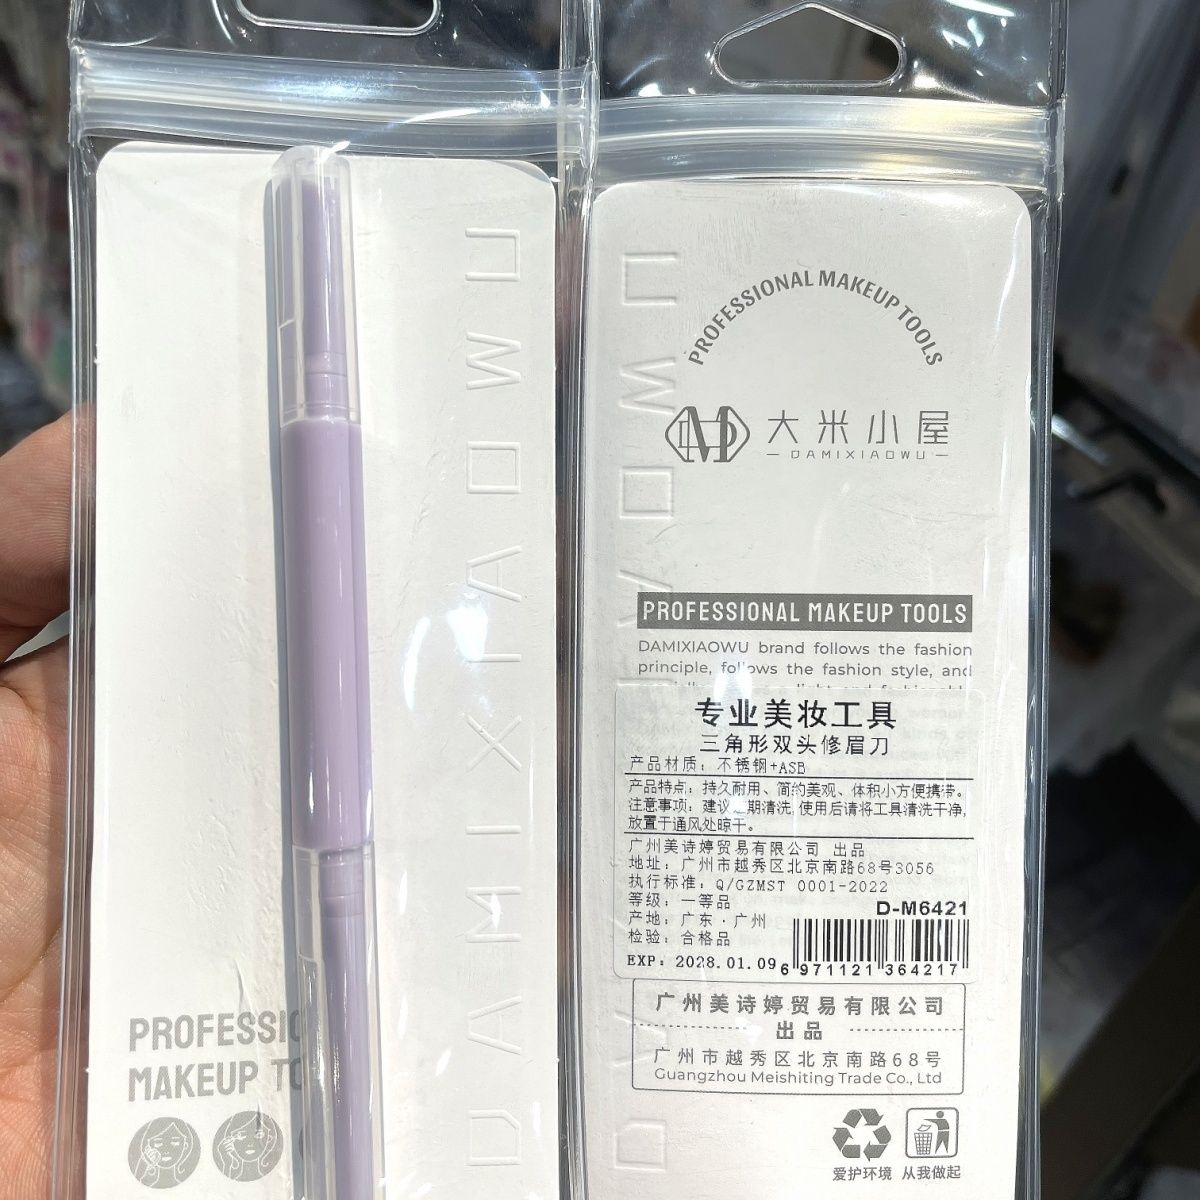 DAMIXIAOWU
PROFESSIO
MAKEUP TO
PROFESSIONAL MAKEUP TOOLS
大米小屋
DAMIXIAOWU
PROFESSIONAL MAKEUP TOOLS
DAMIXIAOWU brand follows the fashion
principle, follows the fashion style, and
专业美妆工具
三角形双头修眉刀
产品材质：不锈钢+ASB
产品特点：持久耐用、简约美观、体积小方便携带。
注意事项：建议定期清洗,使用后请将工具清洗干净,
放置于通风处晾干。
广州美诗婷贸易有限公司 出品
地址：广州市越秀区北京南路68号3056
执行标准：Q/GZMST 0001-2022
等级：一等品
D-M6421
产地：广东·广州
检验：合格品
EXP: 2028.01.09
6 971121 364217
广州美诗婷贸易有限公司
出品
广州市越秀区北京南路68号
Guangzhou Meishiting Trade Co., Ltd
爱护环境 从我做起